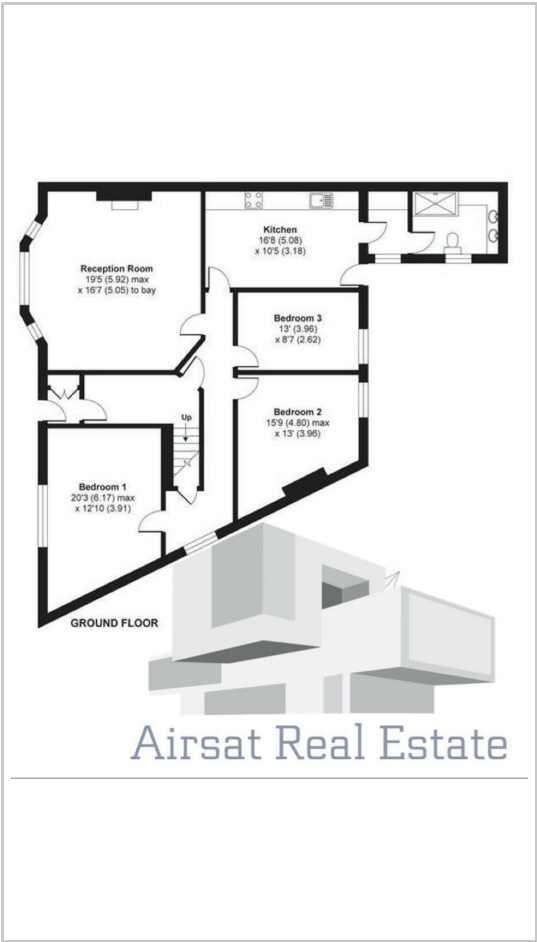 Kitchen
16'8 (5.08)
x 10'5 (3.18)
Reception Room
19'5 (5.92) max
x 16'7 (5.05) to bay
Bedroom 3
13' (3.96)
x 8'7 (2.62)
Bedroom 2
15'9 (4.80) max
x 13' (3.96)
Up
Bedroom 1
20'3 (6.17) max
x 12'10 (3.91)
GROUND FLOOR
Airsat Real Estate